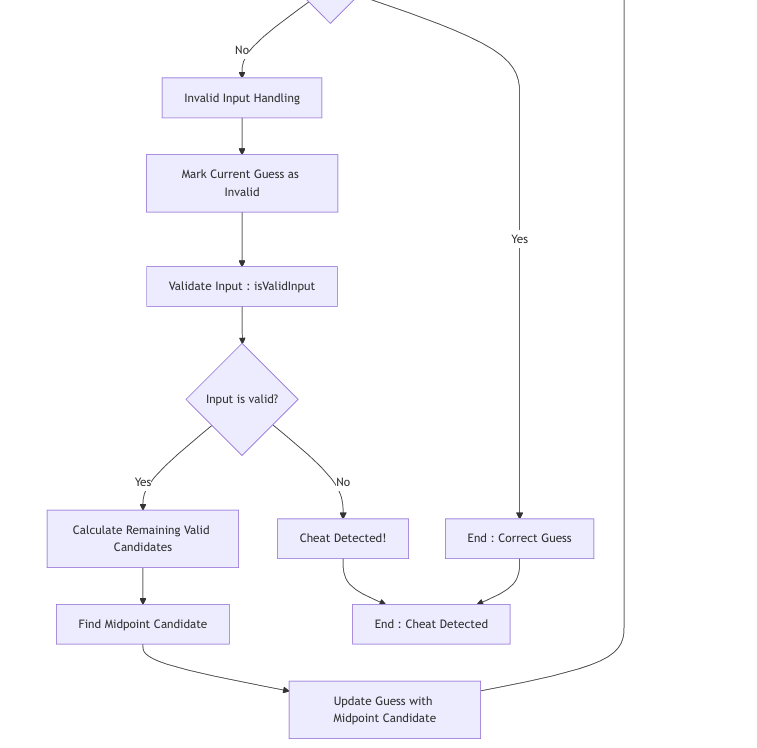 No
Invalid Input Handling
Mark Current Guess as
Invalid
Yes
Validate Input : isValidInput
Input is valid?
Yes
No
Calculate Remaining Valid
Candidates
Cheat Detected!
End : Correct Guess
Find Midpoint Candidate
End : Cheat Detected
Update Guess with
Midpoint Candidate